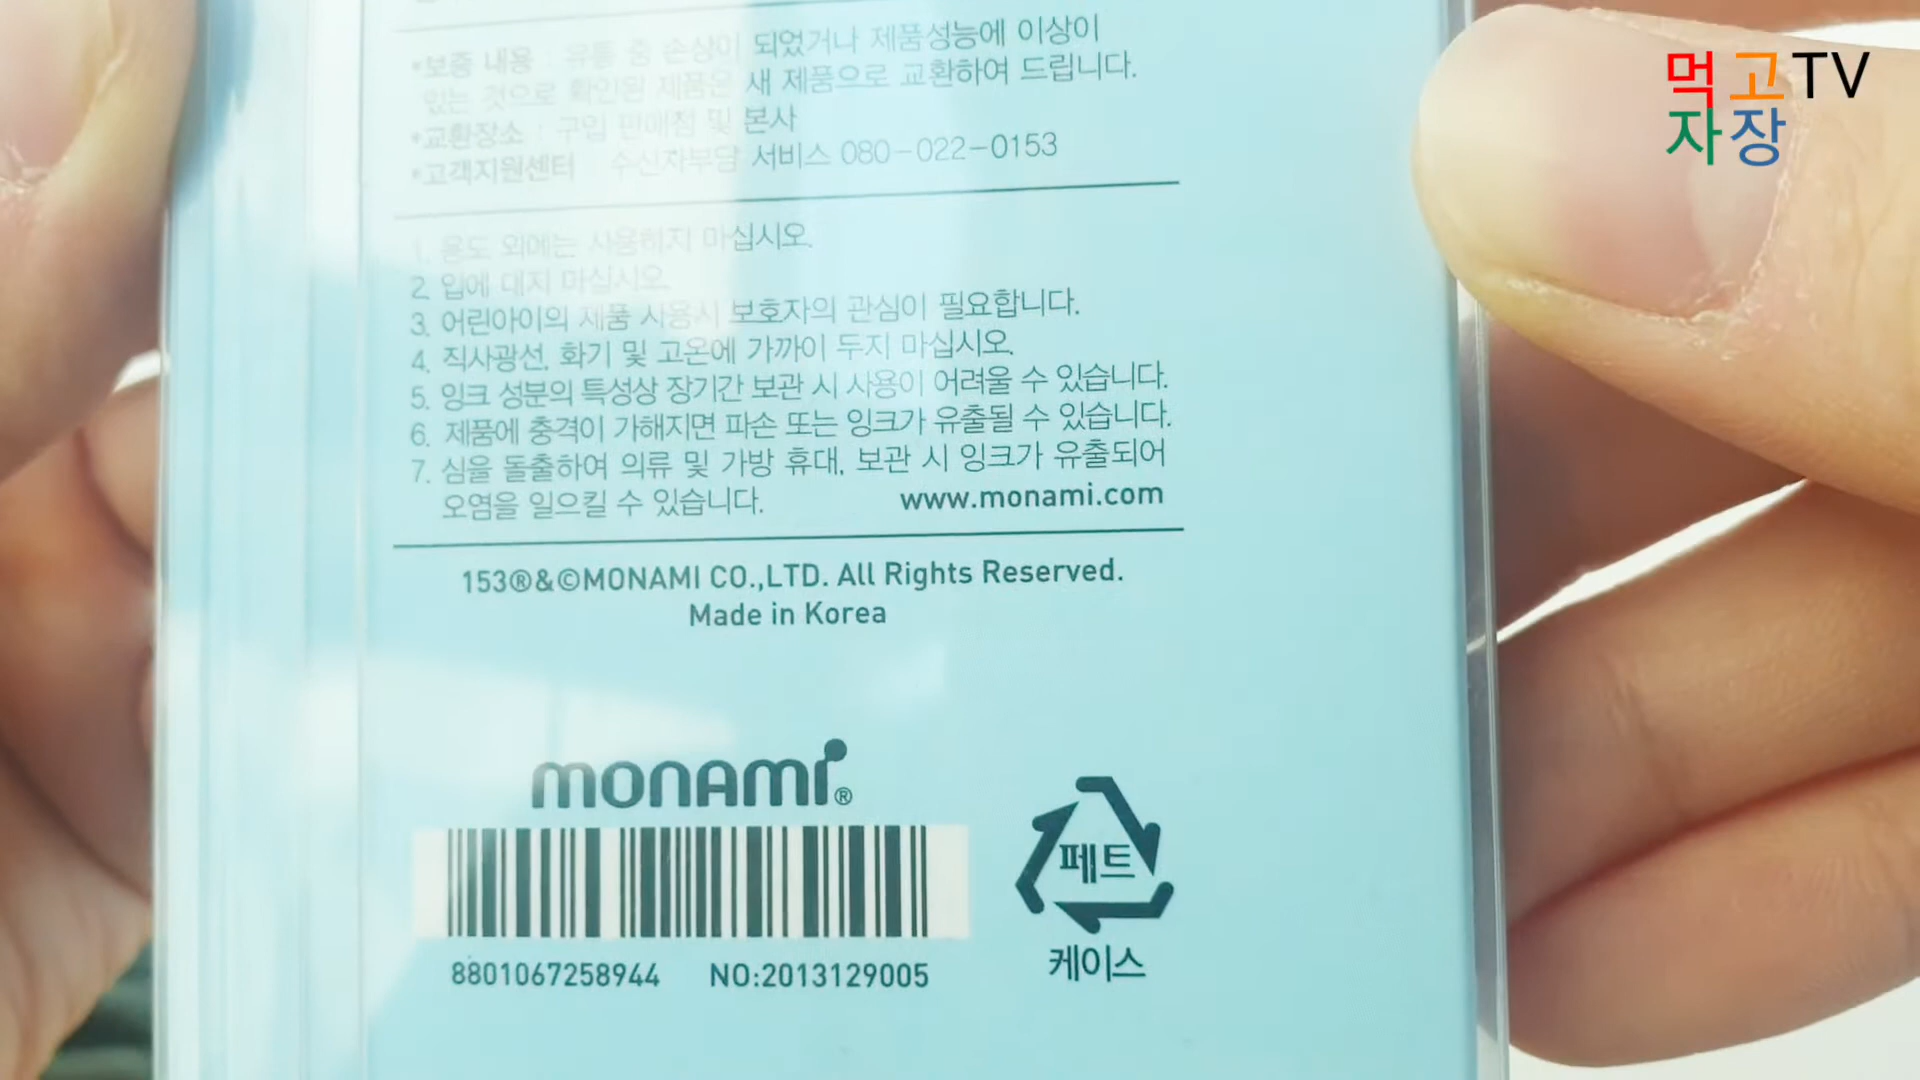 •보증 내용 : 유통 중 손상이 되었거나 제품성능에 이상이
있는 것으로 확인된 제품은 새 제품으로 교환하여 드립니다.
•교환장소 : 구입 판매점 및 본사
•고객지원센터 : 수신자부담 서비스 080-022-0153
1. 용도 외에는 사용하지 마십시오.
2. 입에 대지 마십시오.
3. 어린아이의 제품 사용시 보호자의 관심이 필요합니다.
4. 직사광선, 화기 및 고온에 가까이 두지 마십시오.
5. 잉크 성분의 특성상 장기간 보관 시 사용이 어려울 수 있습니다.
6. 제품에 충격이 가해지면 파손 또는 잉크가 유출될 수 있습니다.
7. 심을 돌출하여 의류 및 가방 휴대, 보관 시 잉크가 유출되어
오염을 일으킬 수 있습니다. www.monami.com
153®&©MONAMI CO.,LTD. All Rights Reserved.
Made in Korea
monami®
8801067258944 NO:2013129005
페트
케이스
먹고TV
자장